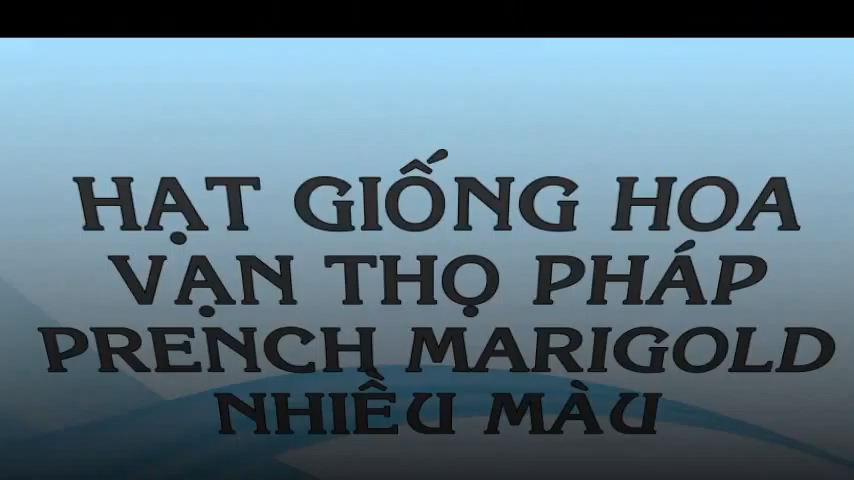 HẠT GIỐNG HOA
VẠN THỌ PHÁP
PRENCH MARIGOLD
NHIỀU MÀU